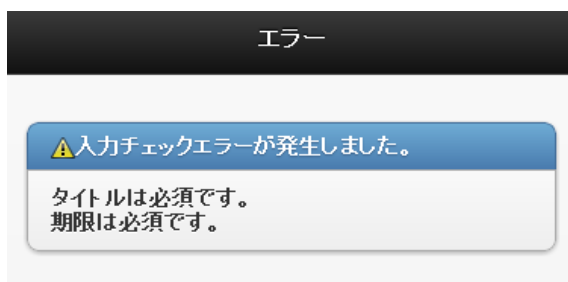 エラー
入力チェックエラーが発生しました。
タイトルは必須です。
期限は必須です。